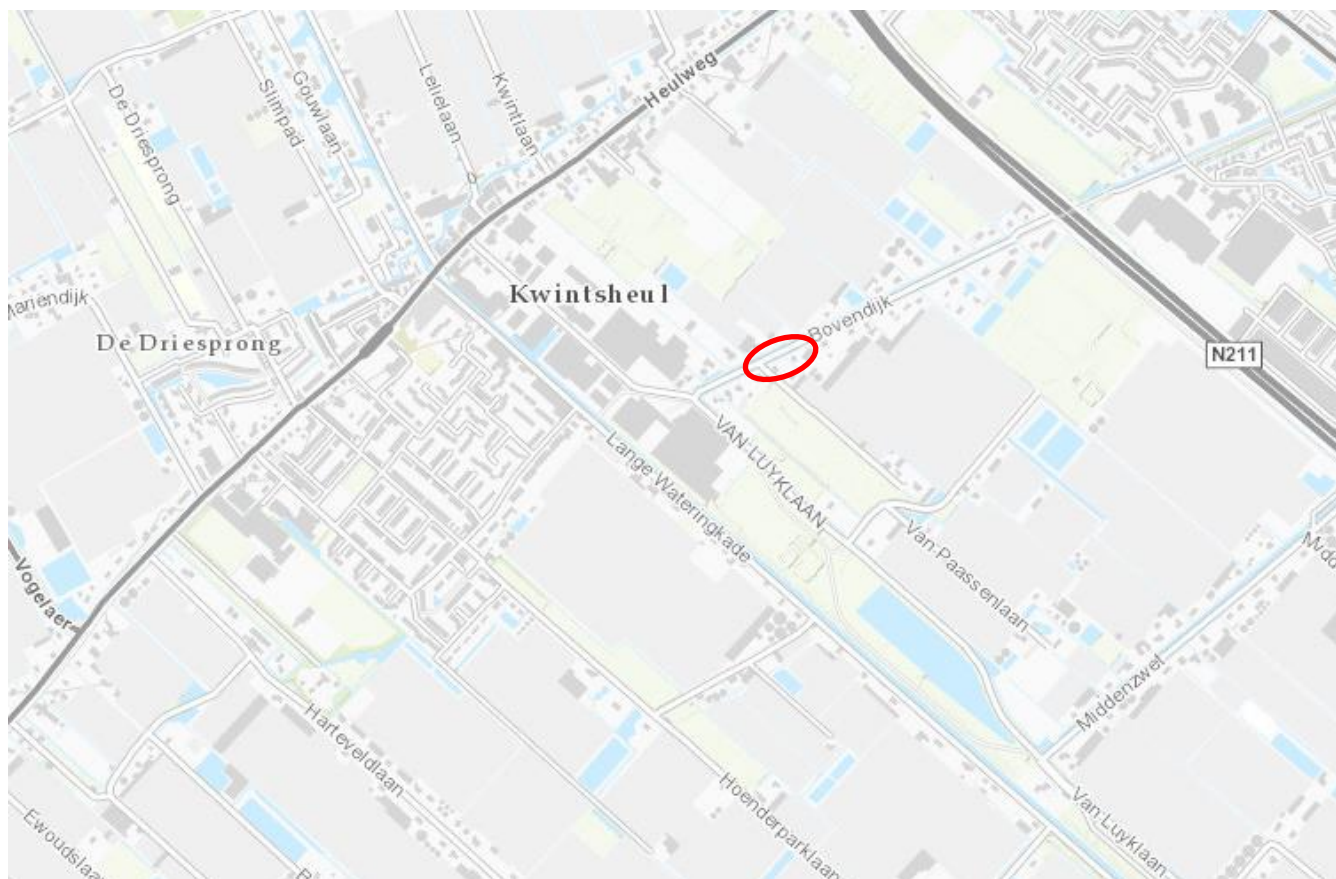 Heulweg
De Driesprong
Slimpad
Gouwlaan
Lelielaan
Kwintlaan
Mariendijk
Kwintsheul
De Driesprong
Bovendijk
N211
VAN LUYKLAAN
Lange Wateringkade
Van Paassenlaan
Vogelaer
Middenzwet
Harteveldlaan
Hoenderparklaan
Van Luyklaan